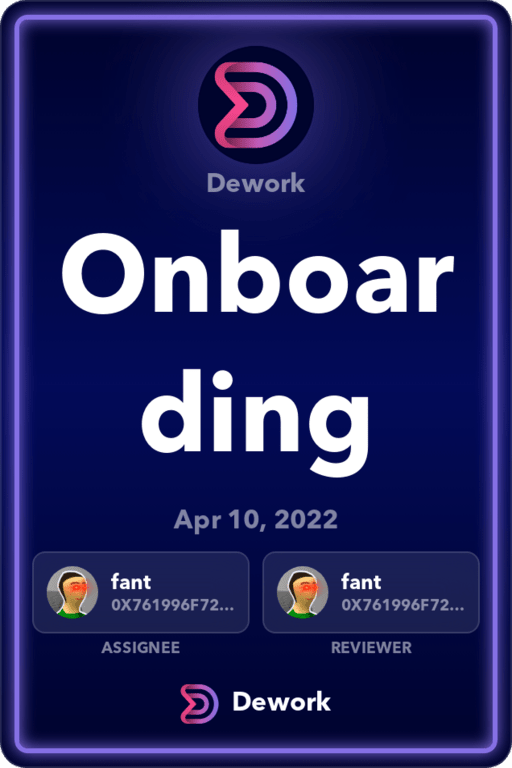 Dework
Onboar
ding
Apr 10, 2022
fant
0X761996F72...
ASSIGNEE
fant
0X761996F72...
REVIEWER
Dework